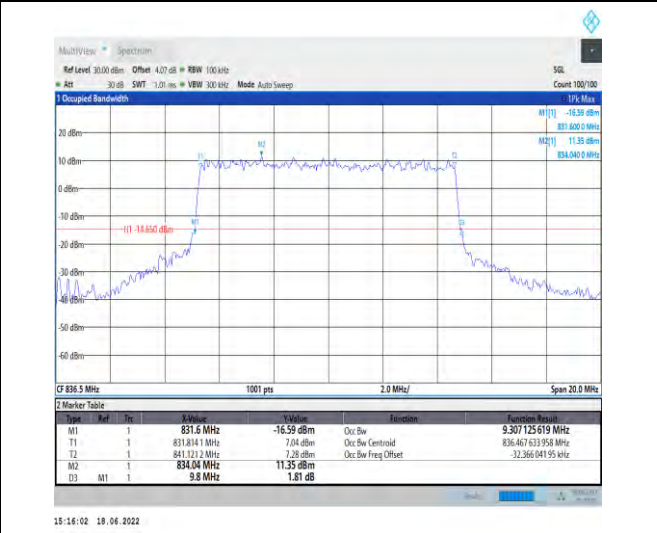 MultiView Spectrum
Ref Level 30.00 dBm Offset 4.07 dB RBW 100 kHz SGL
Att 30 dB SWT 1.01 ms VBW 300 kHz Mode Auto Sweep Count 100/100
1 Occupied Bandwidth 1Pk Max
M1[1] -16.59 dBm
831.600 0 MHz
M2[1] 11.35 dBm
834.040 0 MHz
20 dBm
M2
T1 T2
10 dBm
0 dBm
-10 dBm
M1 D3
H1 -14.650 dBm
-20 dBm
-30 dBm
-40 dBm
-50 dBm
-60 dBm
CF 836.5 MHz 1001 pts 2.0 MHz/ Span 20.0 MHz
2 Marker Table
Type Ref Trc X-Value Y-Value Function Function Result
M1 1 831.6 MHz -16.59 dBm Occ Bw 9.307 125 619 MHz
T1 1 831.814 1 MHz 7.04 dBm Occ Bw Centroid 836.467 633 958 MHz
T2 1 841.121 2 MHz 7.28 dBm Occ Bw Freq Offset -32.366 041 95 kHz
M2 1 834.04 MHz 11.35 dBm
D3 M1 1 9.8 MHz 1.81 dB
15:16:02 18.06.2022